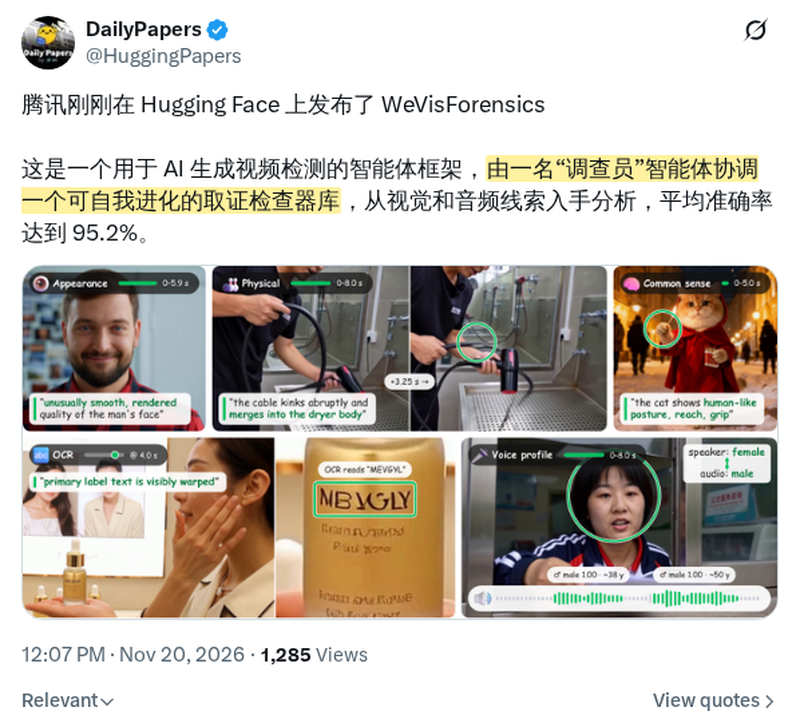 DailyPapers
@HuggingPapers
腾讯刚刚在 Hugging Face 上发布了 WeVisForensics
这是一个用于 AI 生成视频检测的智能体框架，由一名“调查员”智能体协调
一个可自我进化的取证检查器库，从视觉和音频线索入手分析，平均准确率
达到 95.2%。
Appearance 0-5.9 s
"unusually smooth, rendered
quality of the man's face"
Physical 0-8.0 s
"the cable kinks abruptly and
merges into the dryer body"
+3.25 s →
Common sense 0-5.0 s
"the cat shows human-like
posture, reach, grip"
abc OCR @ 4.0 s
"primary label text is visibly warped"
OCR reads "MEVGYL"
Voice profile 0-8.0 s
speaker: female
audio: male
♂ male 1.00 · ~38 y
♂ male 1.00 · ~50 y
12:07 PM · Nov 20, 2026 · 1,285 Views
Relevant
View quotes